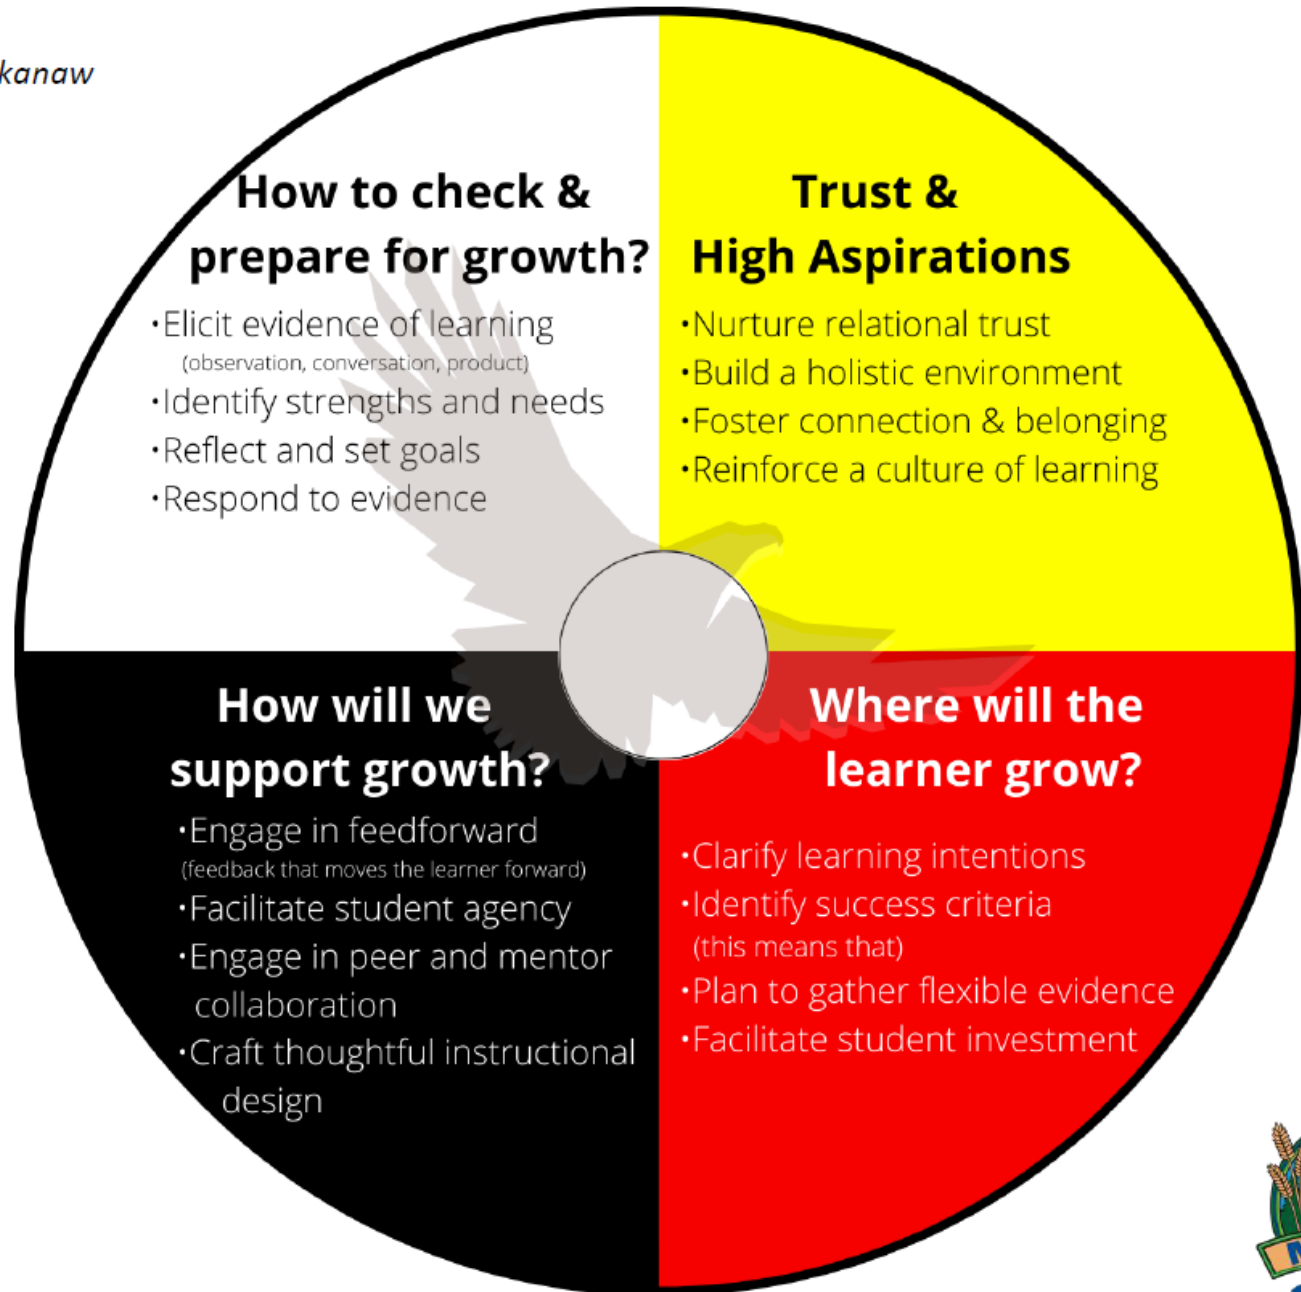 kanaw
How to check &
prepare for growth?
•Elicit evidence of learning
(observation, conversation, product)
•Identify strengths and needs
•Reflect and set goals
•Respond to evidence
Trust &
High Aspirations
•Nurture relational trust
•Build a holistic environment
•Foster connection & belonging
•Reinforce a culture of learning
How will we
support growth?
•Engage in feedforward
(feedback that moves the learner forward)
•Facilitate student agency
•Engage in peer and mentor
collaboration
•Craft thoughtful instructional
design
Where will the
learner grow?
•Clarify learning intentions
•Identify success criteria
(this means that)
•Plan to gather flexible evidence
•Facilitate student investment